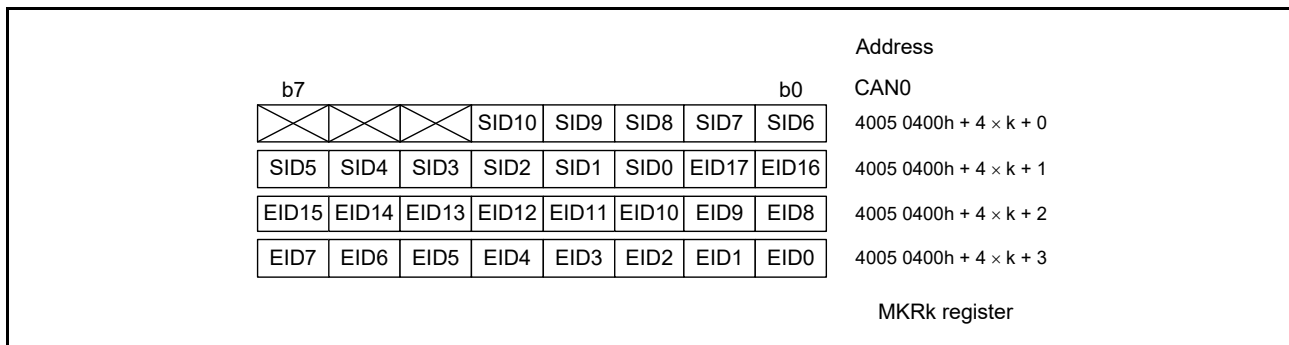 Address
b7 b0 CAN0
SID10 SID9 SID8 SID7 SID6 4005 0400h + 4 × k + 0
SID5 SID4 SID3 SID2 SID1 SID0 EID17 EID16 4005 0400h + 4 × k + 1
EID15 EID14 EID13 EID12 EID11 EID10 EID9 EID8 4005 0400h + 4 × k + 2
EID7 EID6 EID5 EID4 EID3 EID2 EID1 EID0 4005 0400h + 4 × k + 3
MKRk register